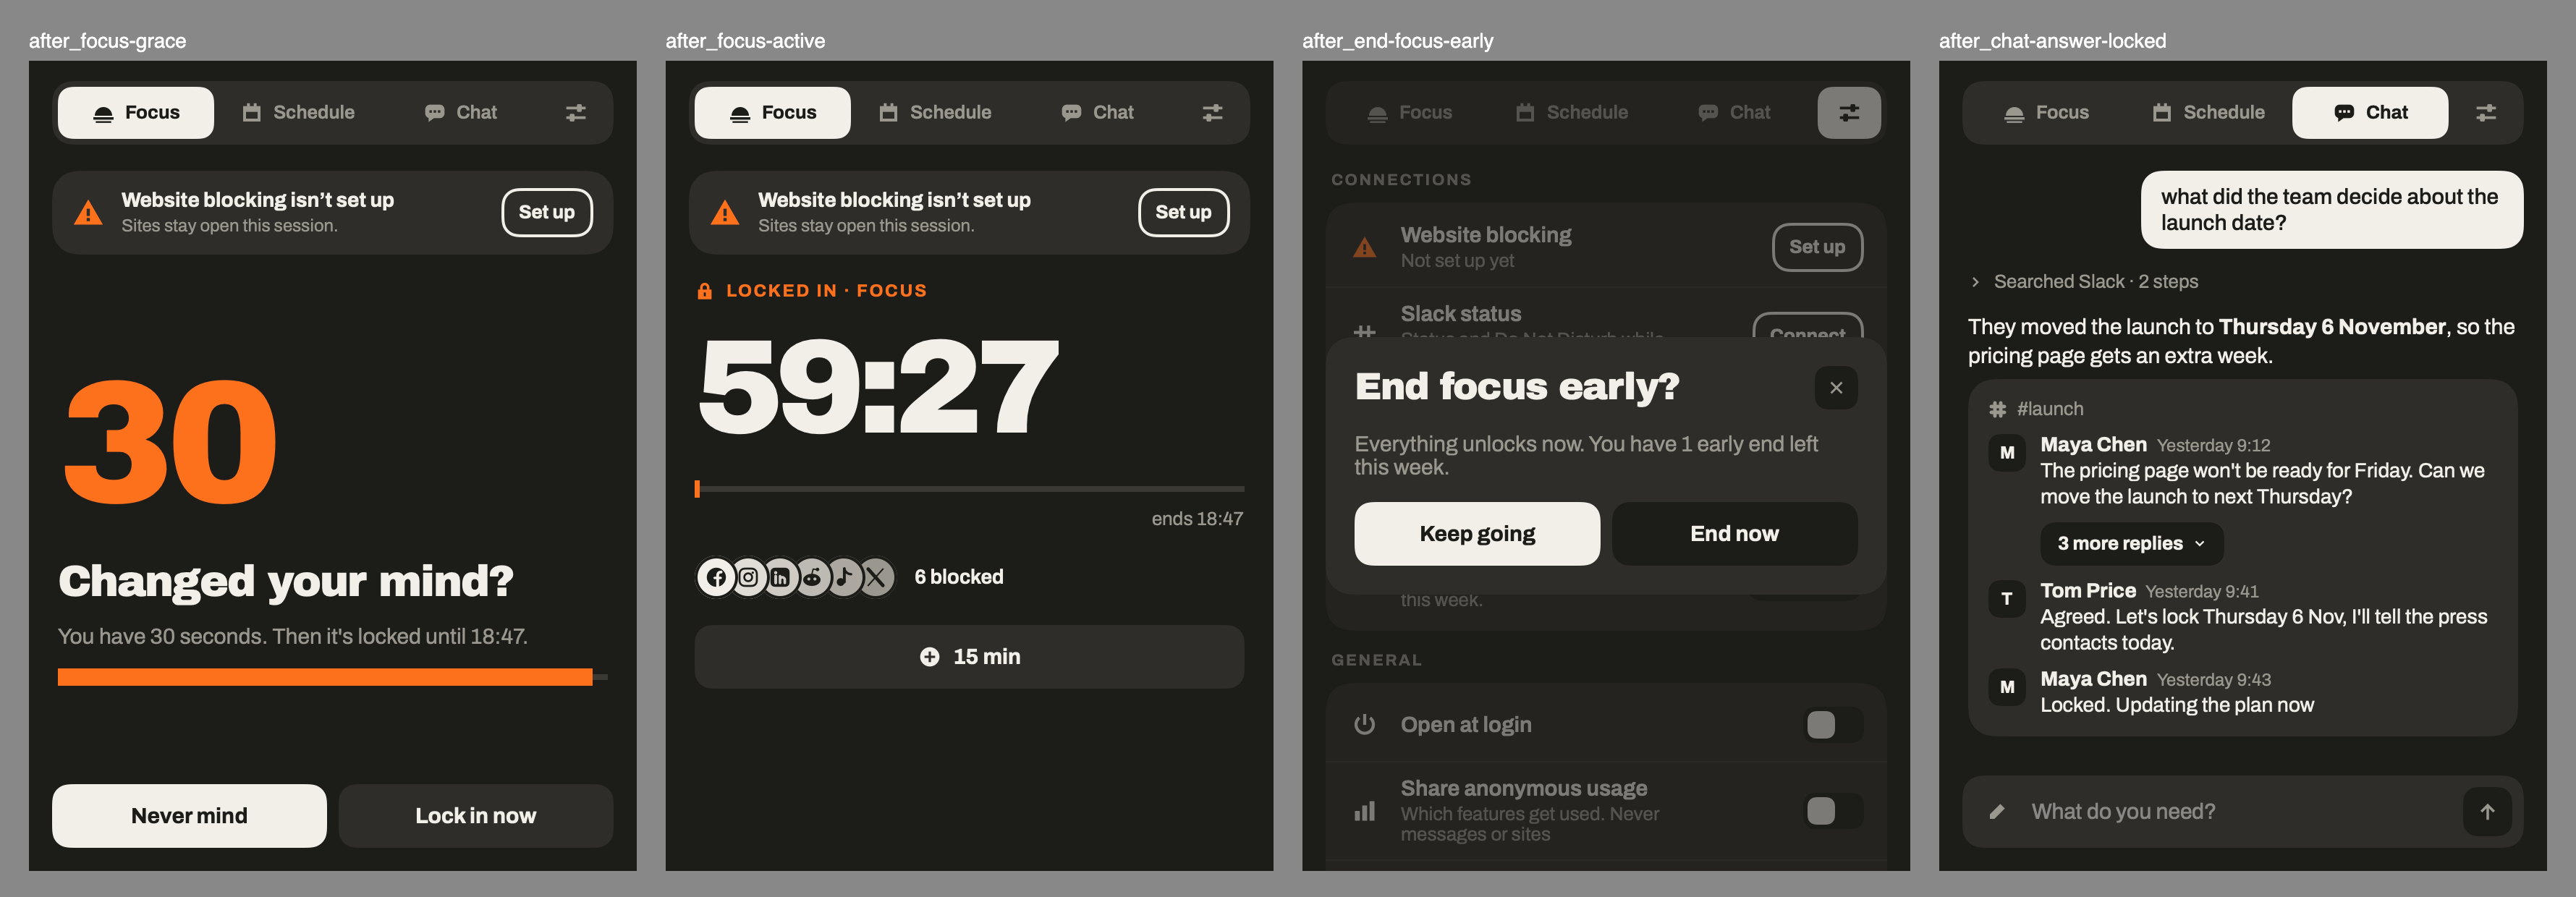 after_focus-grace
Focus
Schedule
Chat
Website blocking isn’t set up
Sites stay open this session.
Set up
30
Changed your mind?
You have 30 seconds. Then it's locked until 18:47.
Never mind
Lock in now
after_focus-active
Focus
Schedule
Chat
Website blocking isn’t set up
Sites stay open this session.
Set up
LOCKED IN · FOCUS
59:27
ends 18:47
6 blocked
15 min
after_end-focus-early
Focus
Schedule
Chat
CONNECTIONS
Website blocking
Not set up yet
Set up
Slack status
Status and Do Not Disturb while
Connect
End focus early?
Everything unlocks now. You have 1 early end left
this week.
Keep going
End now
this week.
GENERAL
Open at login
Share anonymous usage
Which features get used. Never
messages or sites
after_chat-answer-locked
Focus
Schedule
Chat
what did the team decide about the
launch date?
Searched Slack · 2 steps
They moved the launch to Thursday 6 November, so the
pricing page gets an extra week.
#launch
M
Maya Chen Yesterday 9:12
The pricing page won't be ready for Friday. Can we
move the launch to next Thursday?
3 more replies
T
Tom Price Yesterday 9:41
Agreed. Let's lock Thursday 6 Nov, I'll tell the press
contacts today.
M
Maya Chen Yesterday 9:43
Locked. Updating the plan now
What do you need?